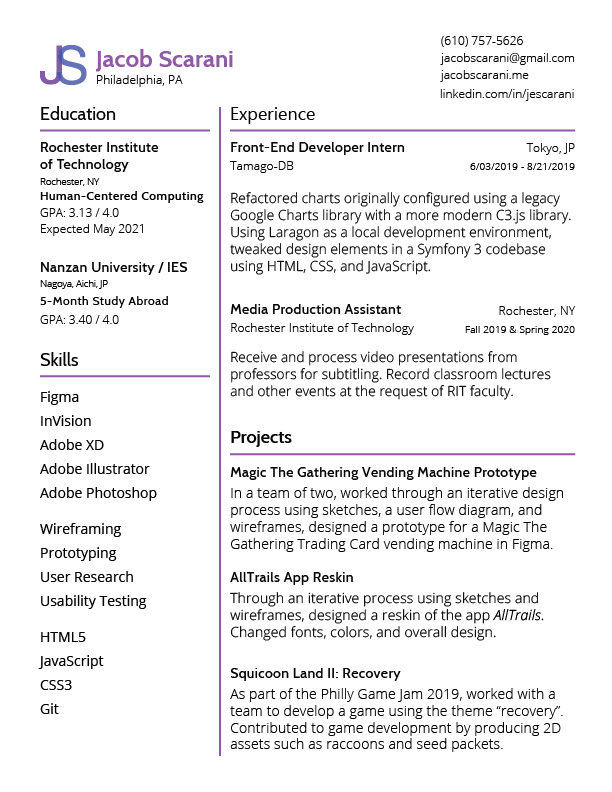 JS
Jacob Scarani
Philadelphia, PA
(610) 757-5626
jacobscarani@gmail.com
jacobscarani.me
linkedin.com/in/jescarani
Education
Rochester Institute
of Technology
Rochester, NY
Human-Centered Computing
GPA: 3.13 / 4.0
Expected May 2021
Nanzan University / IES
Nagoya, Aichi, JP
5-Month Study Abroad
GPA: 3.40 / 4.0
Skills
Figma
InVision
Adobe XD
Adobe Illustrator
Adobe Photoshop
Wireframing
Prototyping
User Research
Usability Testing
HTML5
JavaScript
CSS3
Git
Experience
Front-End Developer Intern Tokyo, JP
Tamago-DB 6/03/2019 - 8/21/2019
Refactored charts originally configured using a legacy
Google Charts library with a more modern C3.js library.
Using Laragon as a local development environment,
tweaked design elements in a Symfony 3 codebase
using HTML, CSS, and JavaScript.
Media Production Assistant Rochester, NY
Rochester Institute of Technology Fall 2019 & Spring 2020
Receive and process video presentations from
professors for subtitling. Record classroom lectures
and other events at the request of RIT faculty.
Projects
Magic The Gathering Vending Machine Prototype
In a team of two, worked through an iterative design
process using sketches, a user flow diagram, and
wireframes, designed a prototype for a Magic The
Gathering Trading Card vending machine in Figma.
AllTrails App Reskin
Through an iterative process using sketches and
wireframes, designed a reskin of the app AllTrails.
Changed fonts, colors, and overall design.
Squicoon Land II: Recovery
As part of the Philly Game Jam 2019, worked with a
team to develop a game using the theme “recovery”.
Contributed to game development by producing 2D
assets such as raccoons and seed packets.